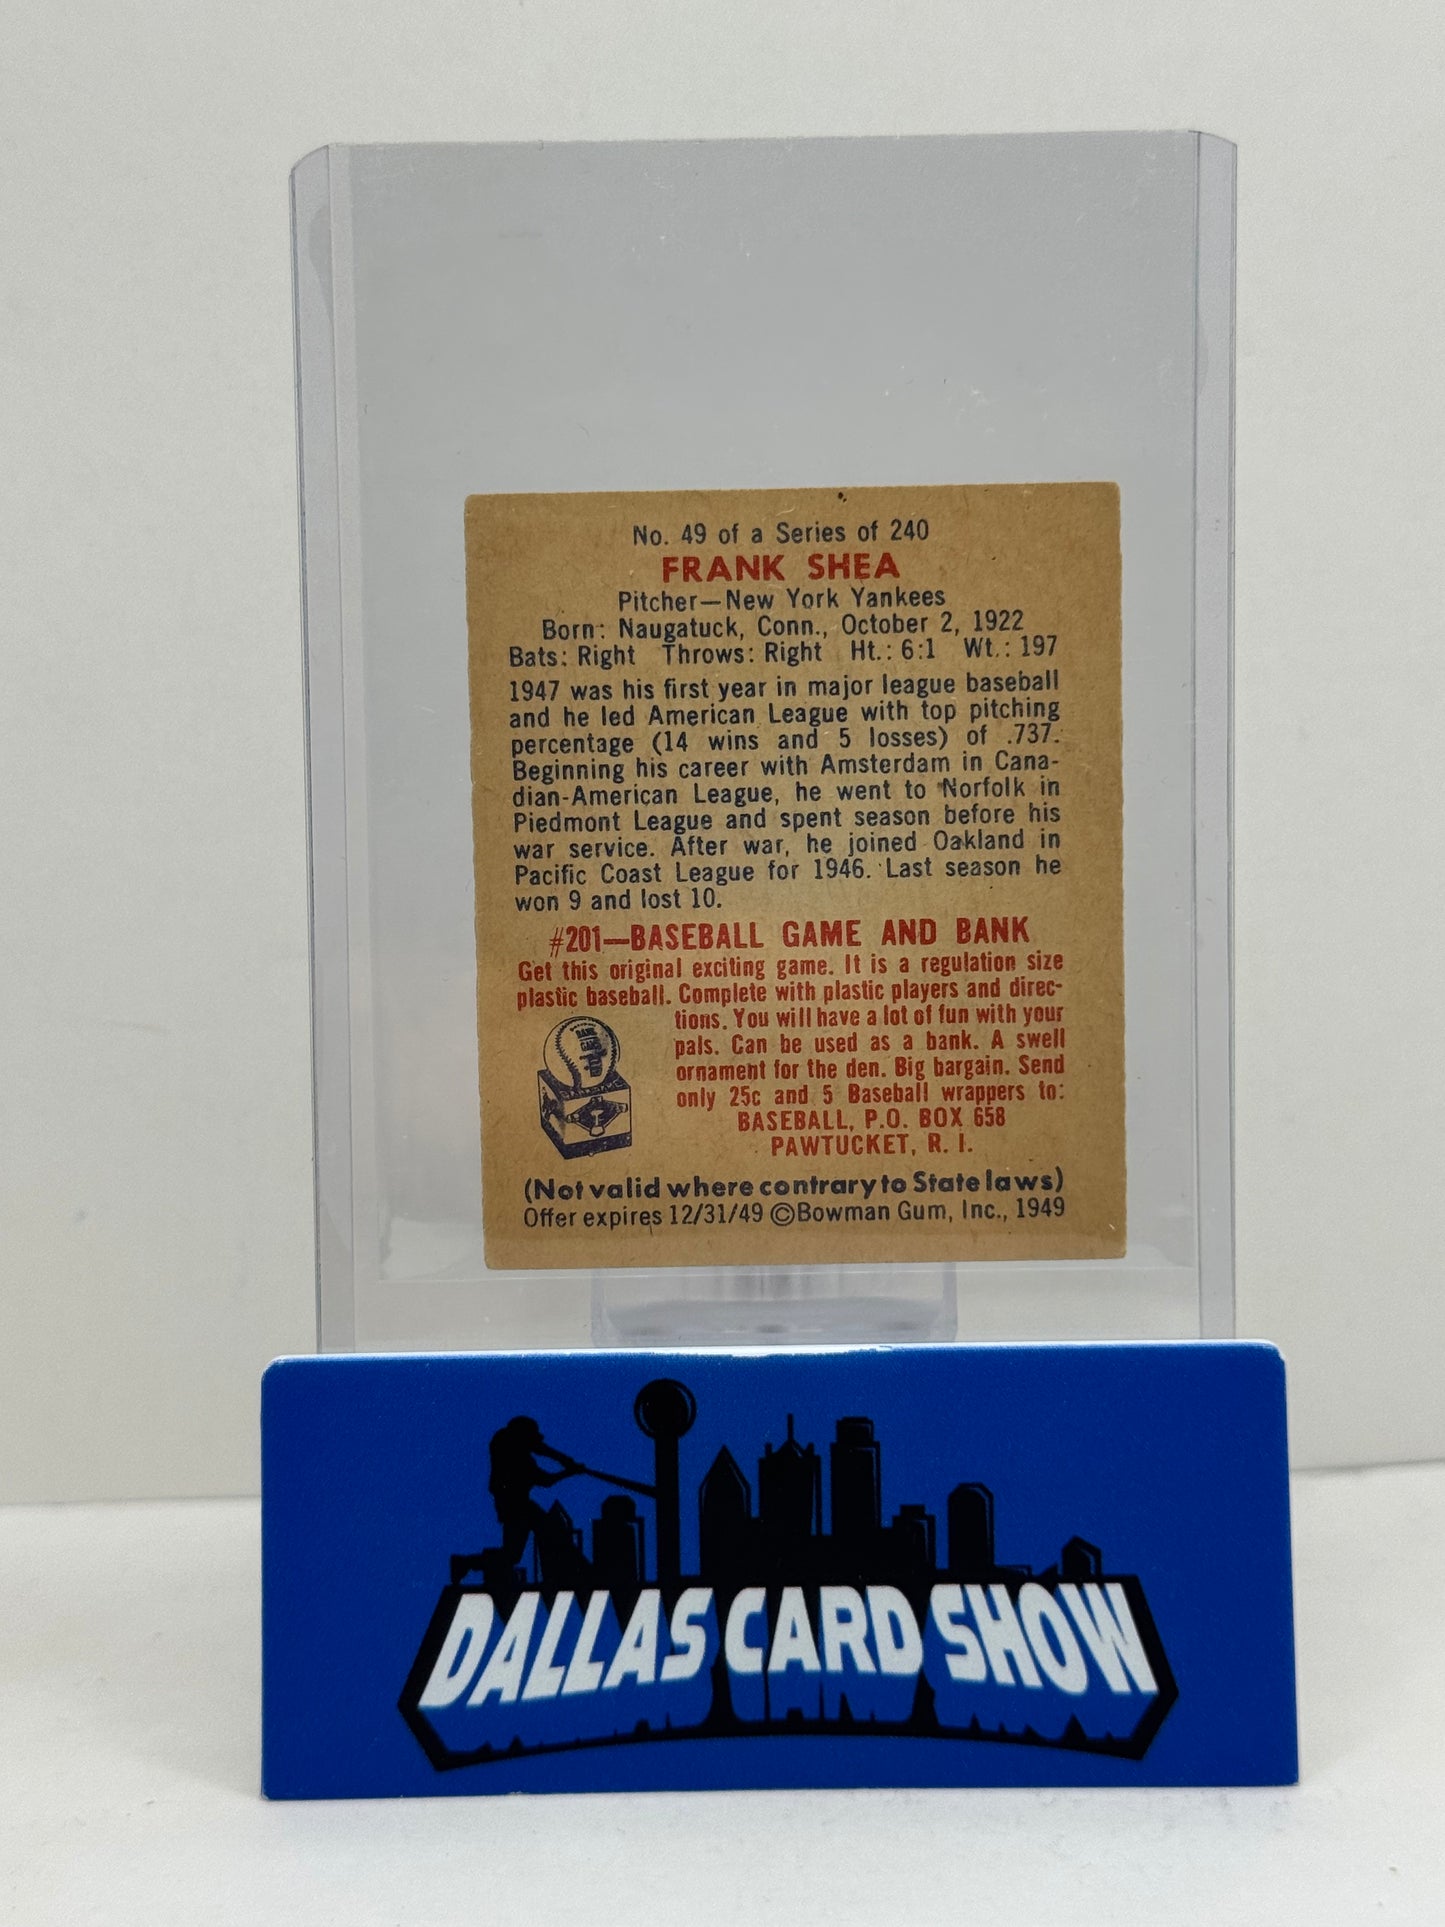 No. 49 of a Series of 240
FRANK SHEA
Pitcher—New York Yankees
Born: Naugatuck, Conn., October 2, 1922
Bats: Right Throws: Right Ht.: 6:1 Wt.: 197
1947 was his first year in major league baseball
and he led American League with top pitching
percentage (14 wins and 5 losses) of .737.
Beginning his career with Amsterdam in Cana-
dian-American League, he went to Norfolk in
Piedmont League and spent season before his
war service. After war, he joined Oakland in
Pacific Coast League for 1946. Last season he
won 9 and lost 10.
#201—BASEBALL GAME AND BANK
Get this original exciting game. It is a regulation size
plastic baseball. Complete with plastic players and direc-
tions. You will have a lot of fun with your
pals. Can be used as a bank. A swell
ornament for the den. Big bargain. Send
only 25c and 5 Baseball wrappers to:
BASEBALL, P.O. BOX 658
PAWTUCKET, R. I.
(Not valid where contrary to State laws)
Offer expires 12/31/49 ©Bowman Gum, Inc., 1949
DALLAS CARD SHOW